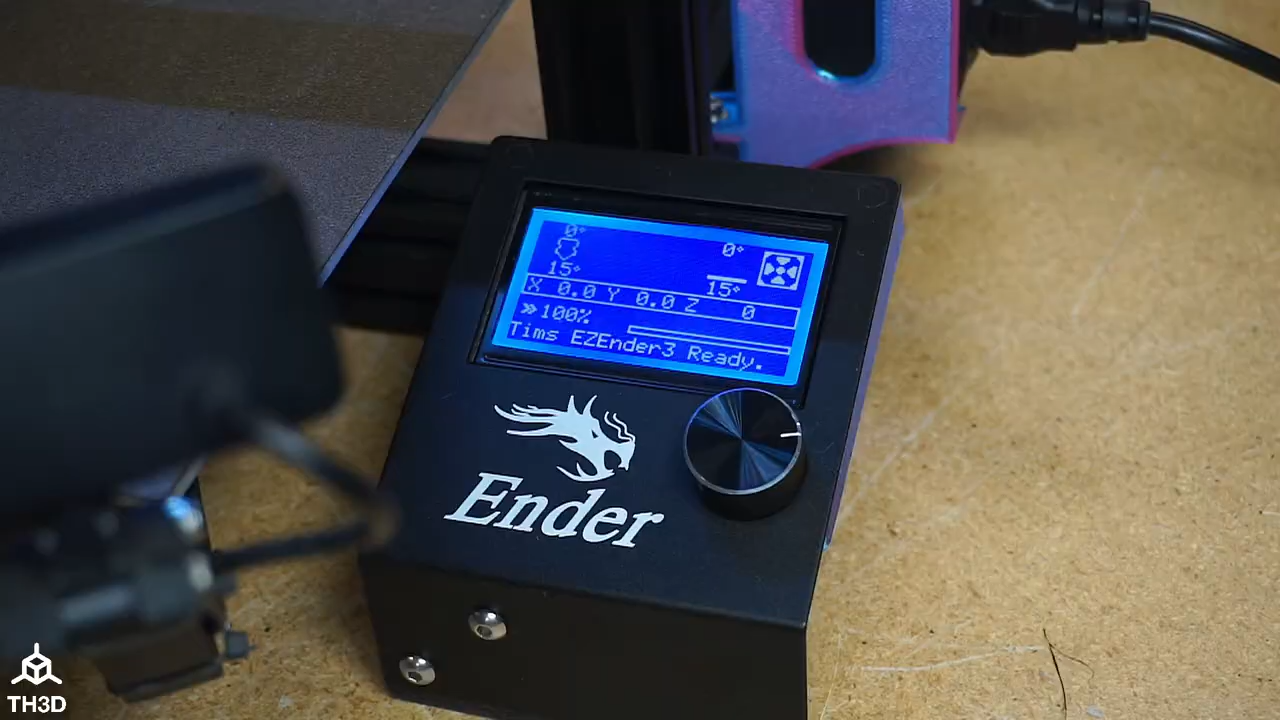 0° 0°
15° 15°
X 0.0 Y 0.0 Z 0
»100%
Tims EZEnder3 Ready.
Ender
TH3D